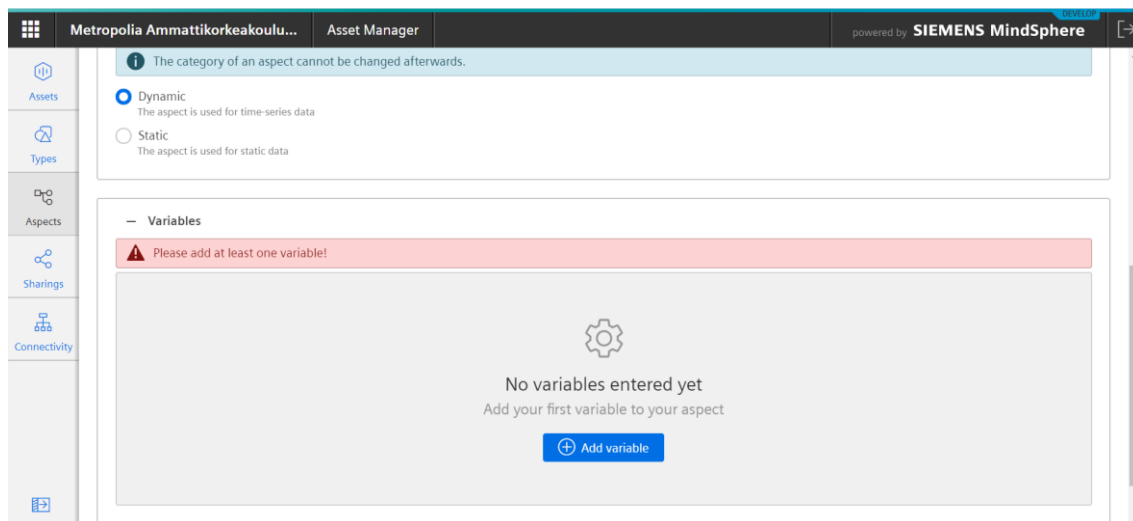 DEVELOP
Metropolia Ammattikorkeakoulu... Asset Manager powered by SIEMENS MindSphere
The category of an aspect cannot be changed afterwards.
Assets
Dynamic
The aspect is used for time-series data
Static
The aspect is used for static data
Types
Aspects
Variables
Please add at least one variable!
Sharings
Connectivity
No variables entered yet
Add your first variable to your aspect
Add variable